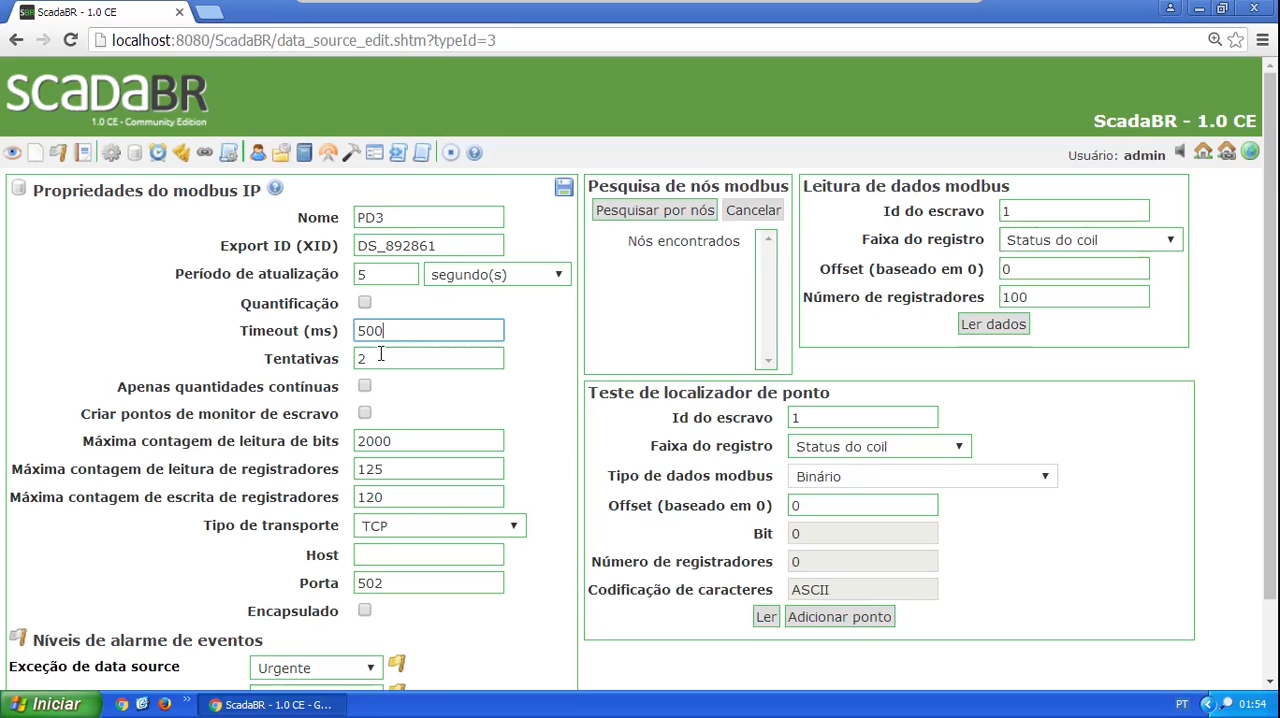 ScadaBR - 1.0 CE
localhost:8080/ScadaBR/data_source_edit.shtm?typeId=3
SCADABR
1.0 CE - Community Edition
ScadaBR - 1.0 CE
Usuário: admin
Propriedades do modbus IP
Nome PD3
Export ID (XID) DS_892861
Período de atualização 5 segundo(s)
Quantificação
Timeout (ms) 500
Tentativas 2
Apenas quantidades contínuas
Criar pontos de monitor de escravo
Máxima contagem de leitura de bits 2000
Máxima contagem de leitura de registradores 125
Máxima contagem de escrita de registradores 120
Tipo de transporte TCP
Host
Porta 502
Encapsulado
Níveis de alarme de eventos
Exceção de data source Urgente
Pesquisa de nós modbus
Pesquisar por nós Cancelar
Nós encontrados
Leitura de dados modbus
Id do escravo 1
Faixa do registro Status do coil
Offset (baseado em 0) 0
Número de registradores 100
Ler dados
Teste de localizador de ponto
Id do escravo 1
Faixa do registro Status do coil
Tipo de dados modbus Binário
Offset (baseado em 0) 0
Bit 0
Número de registradores 0
Codificação de caracteres ASCII
Ler Adicionar ponto
Iniciar
ScadaBR - 1.0 CE - G...
PT 01:54